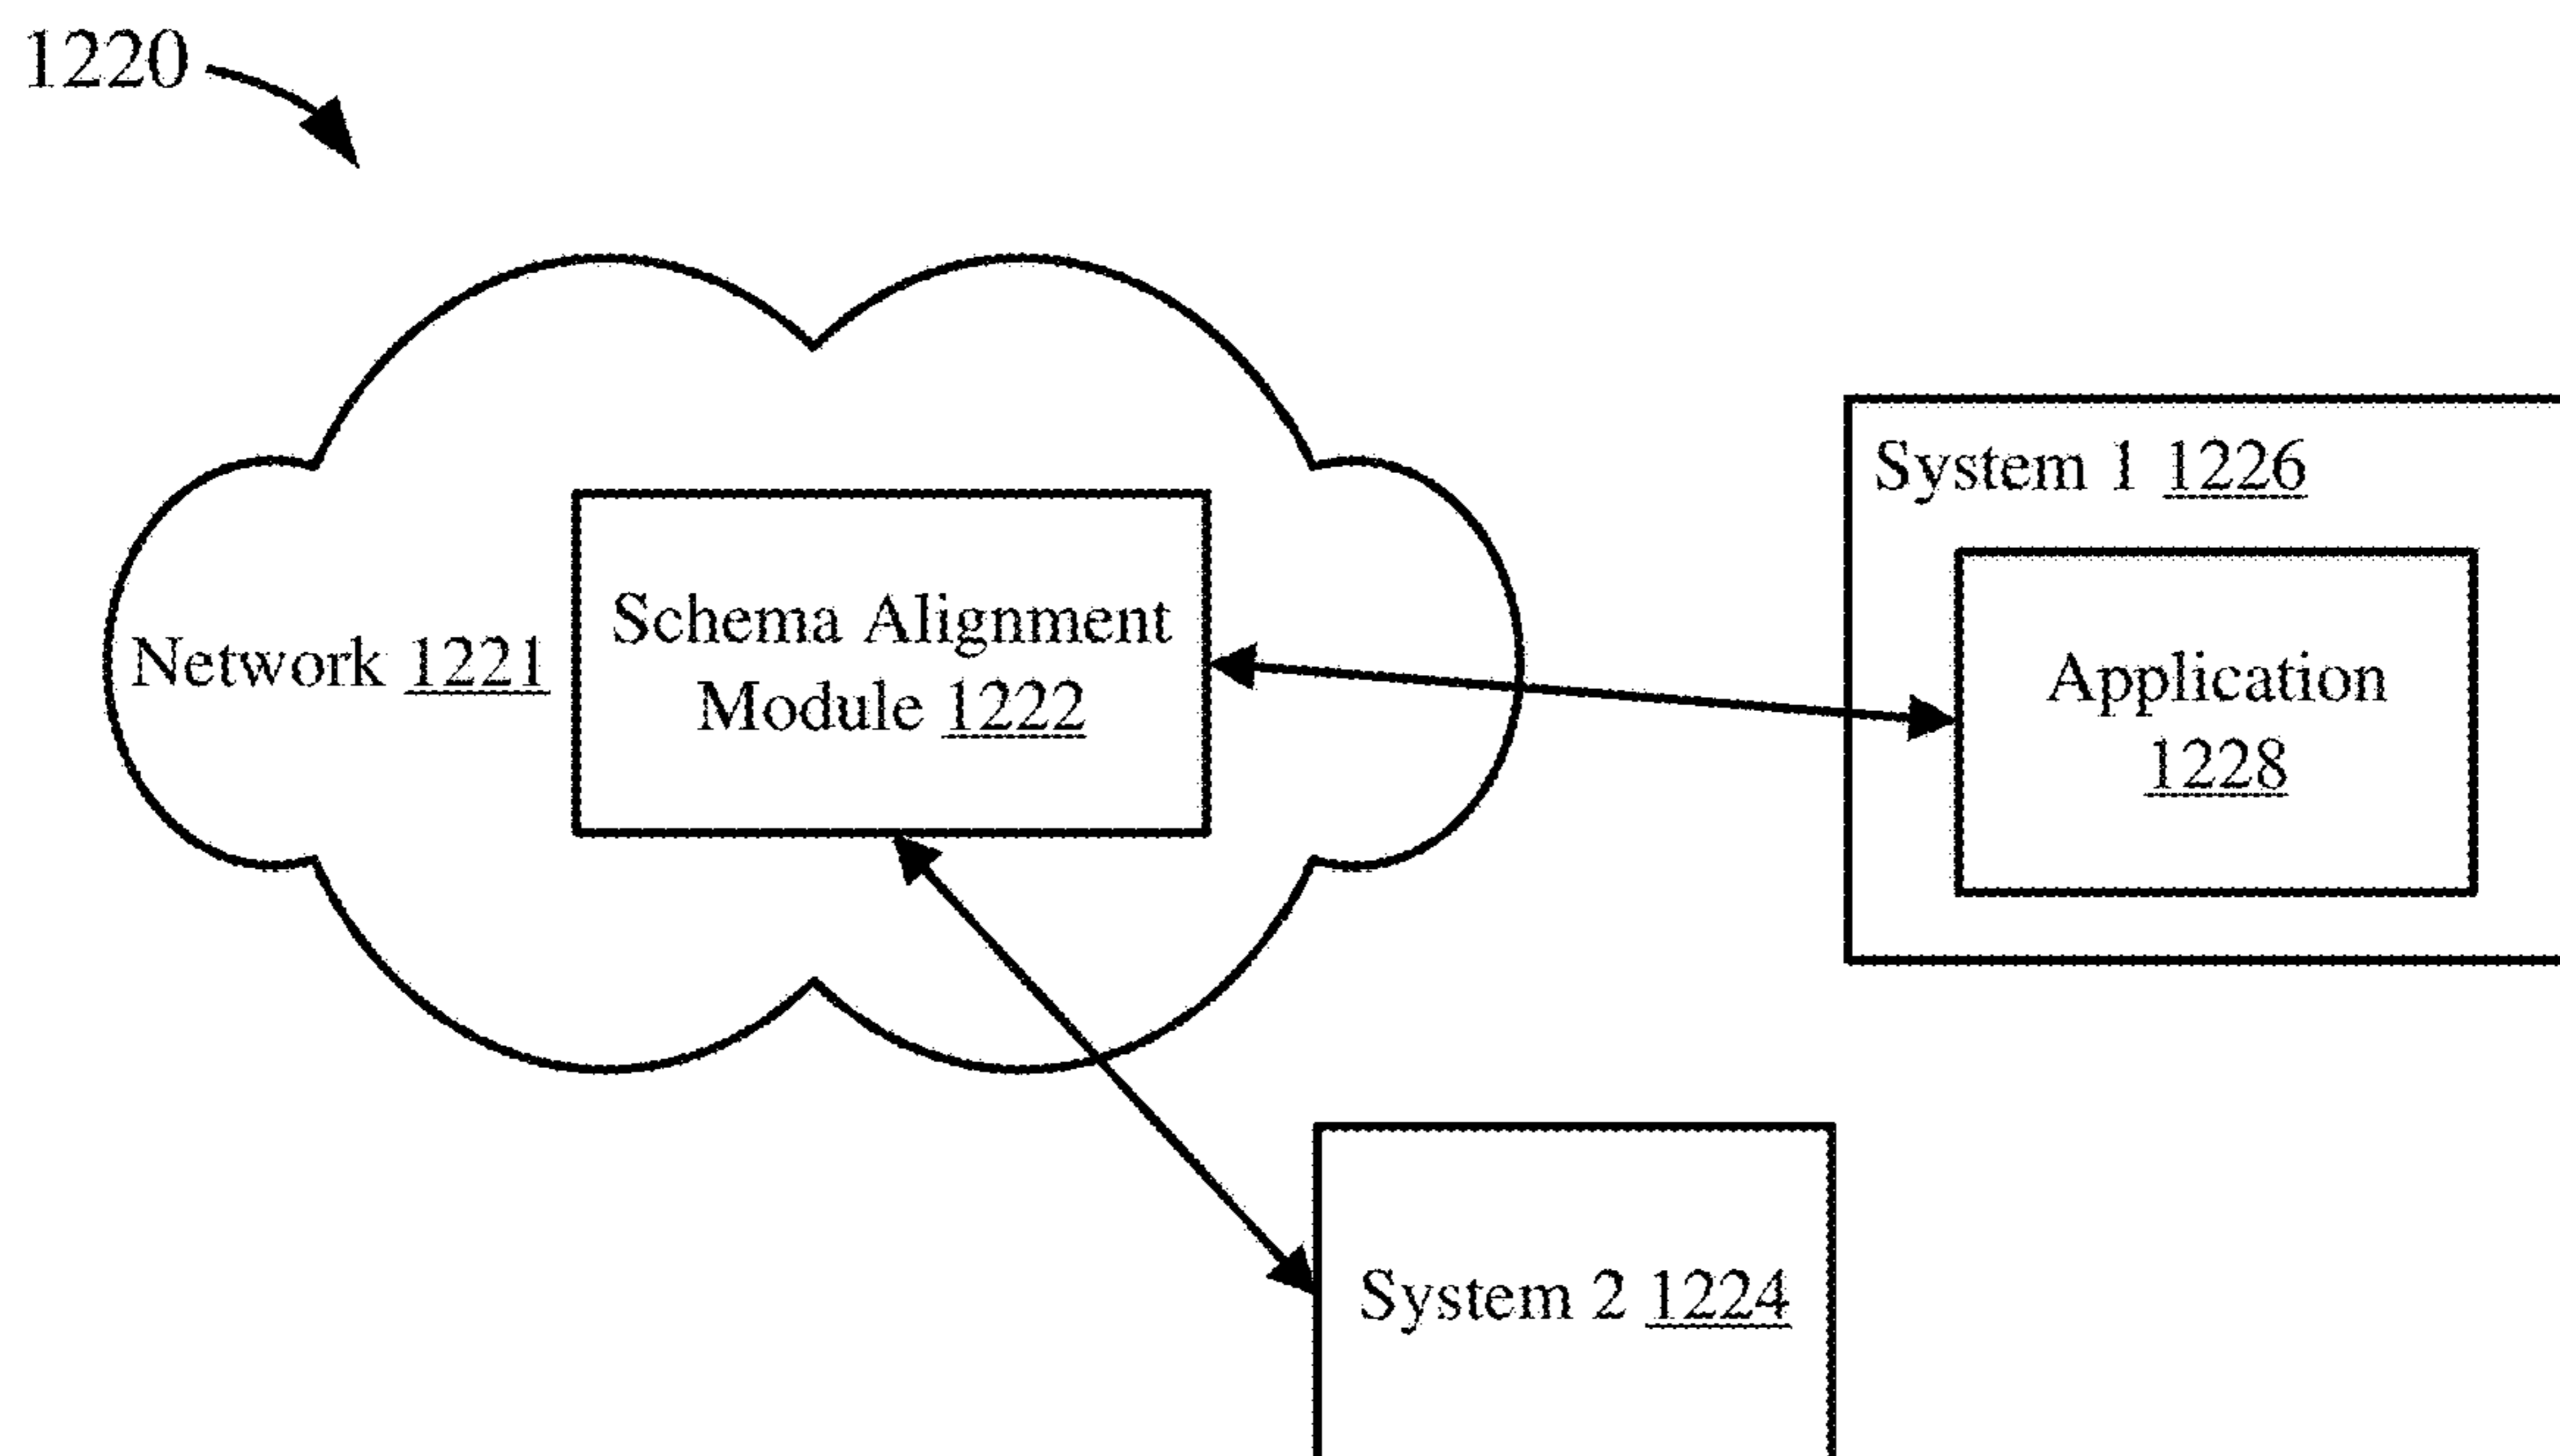 1220
System 1 1226
Schema Alignment
Module 1222
Network 1221
Application
1228
System 2 1224